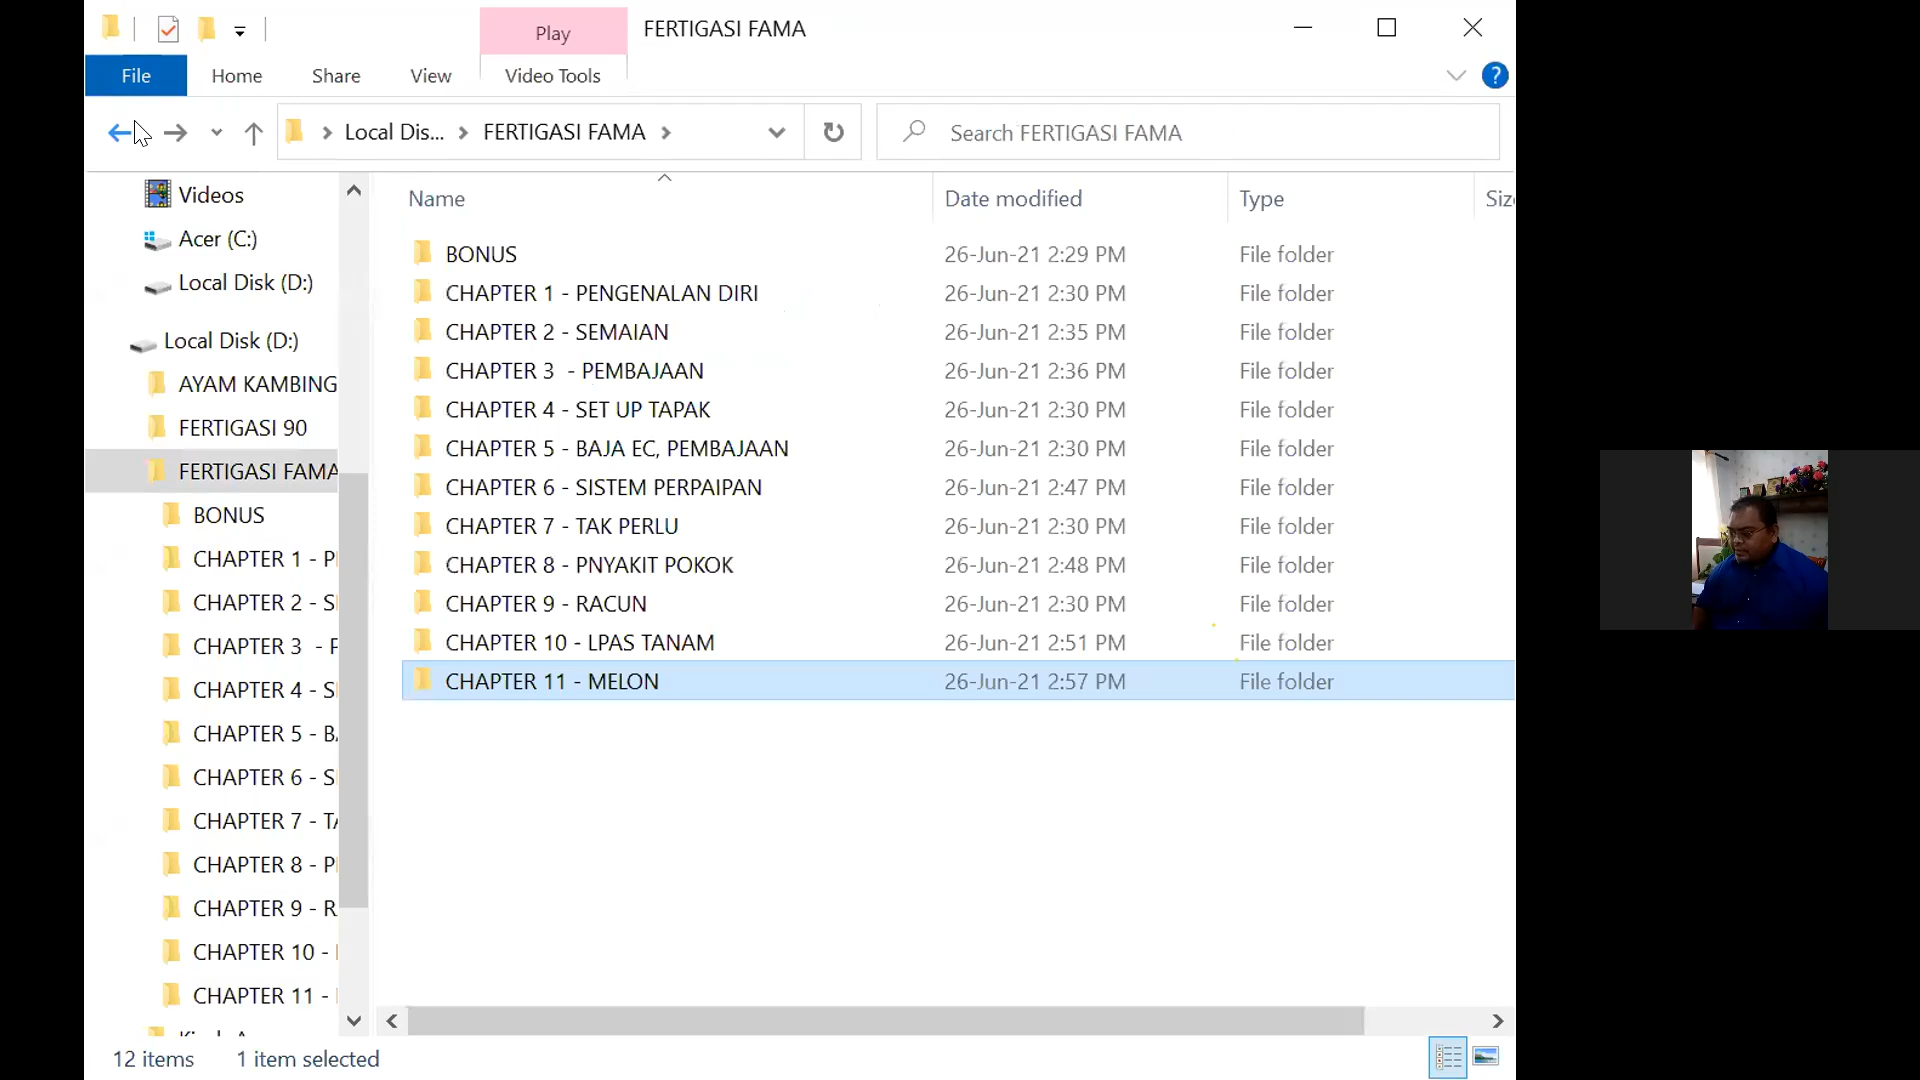 Play
FERTIGASI FAMA
File
Home
Share
View
Video Tools
Local Dis...
FERTIGASI FAMA
Search FERTIGASI FAMA
Videos
Acer (C:)
Local Disk (D:)
Local Disk (D:)
AYAM KAMBING
FERTIGASI 90
FERTIGASI FAMA
BONUS
CHAPTER 1 - P
CHAPTER 2 - S
CHAPTER 3  - P
CHAPTER 4 - S
CHAPTER 5 - BA
CHAPTER 6 - S
CHAPTER 7 - TA
CHAPTER 8 - P
CHAPTER 9 - R
CHAPTER 10 -
CHAPTER 11 -
Name Date modified Type Siz
BONUS 26-Jun-21 2:29 PM File folder
CHAPTER 1 - PENGENALAN DIRI 26-Jun-21 2:30 PM File folder
CHAPTER 2 - SEMAIAN 26-Jun-21 2:35 PM File folder
CHAPTER 3  - PEMBAJAAN 26-Jun-21 2:36 PM File folder
CHAPTER 4 - SET UP TAPAK 26-Jun-21 2:30 PM File folder
CHAPTER 5 - BAJA EC, PEMBAJAAN 26-Jun-21 2:30 PM File folder
CHAPTER 6 - SISTEM PERPAIPAN 26-Jun-21 2:47 PM File folder
CHAPTER 7 - TAK PERLU 26-Jun-21 2:30 PM File folder
CHAPTER 8 - PNYAKIT POKOK 26-Jun-21 2:48 PM File folder
CHAPTER 9 - RACUN 26-Jun-21 2:30 PM File folder
CHAPTER 10 - LPAS TANAM 26-Jun-21 2:51 PM File folder
CHAPTER 11 - MELON 26-Jun-21 2:57 PM File folder
12 items
1 item selected